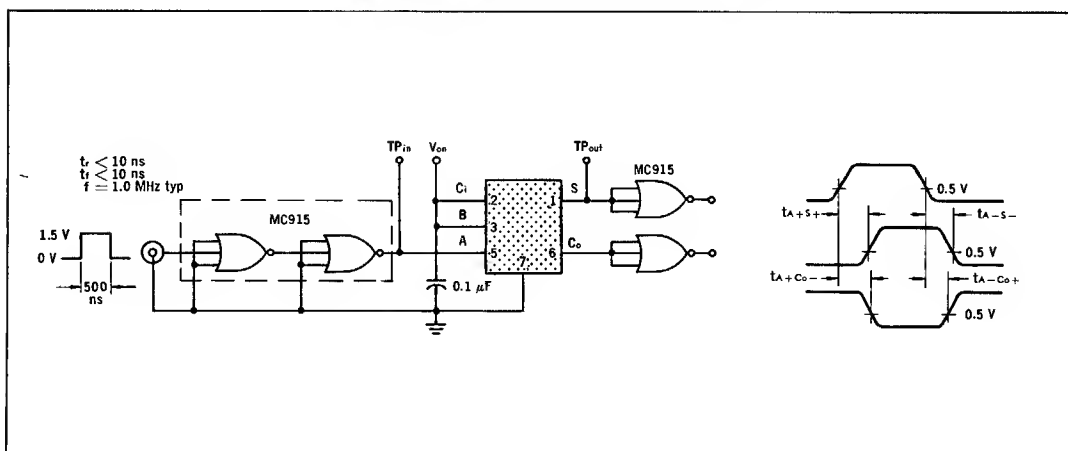 tr < 10 ns
tf < 10 ns
f = 1.0 MHz typ
1.5 V
0 V
500
ns
MC915
TPin
Von
Ci
B
A
2
3
5
7
1
6
S
Co
0.1 μF
TPout
MC915
0.5 V
tA+S+
tA−S−
0.5 V
tA+Co−
tA−Co+
0.5 V